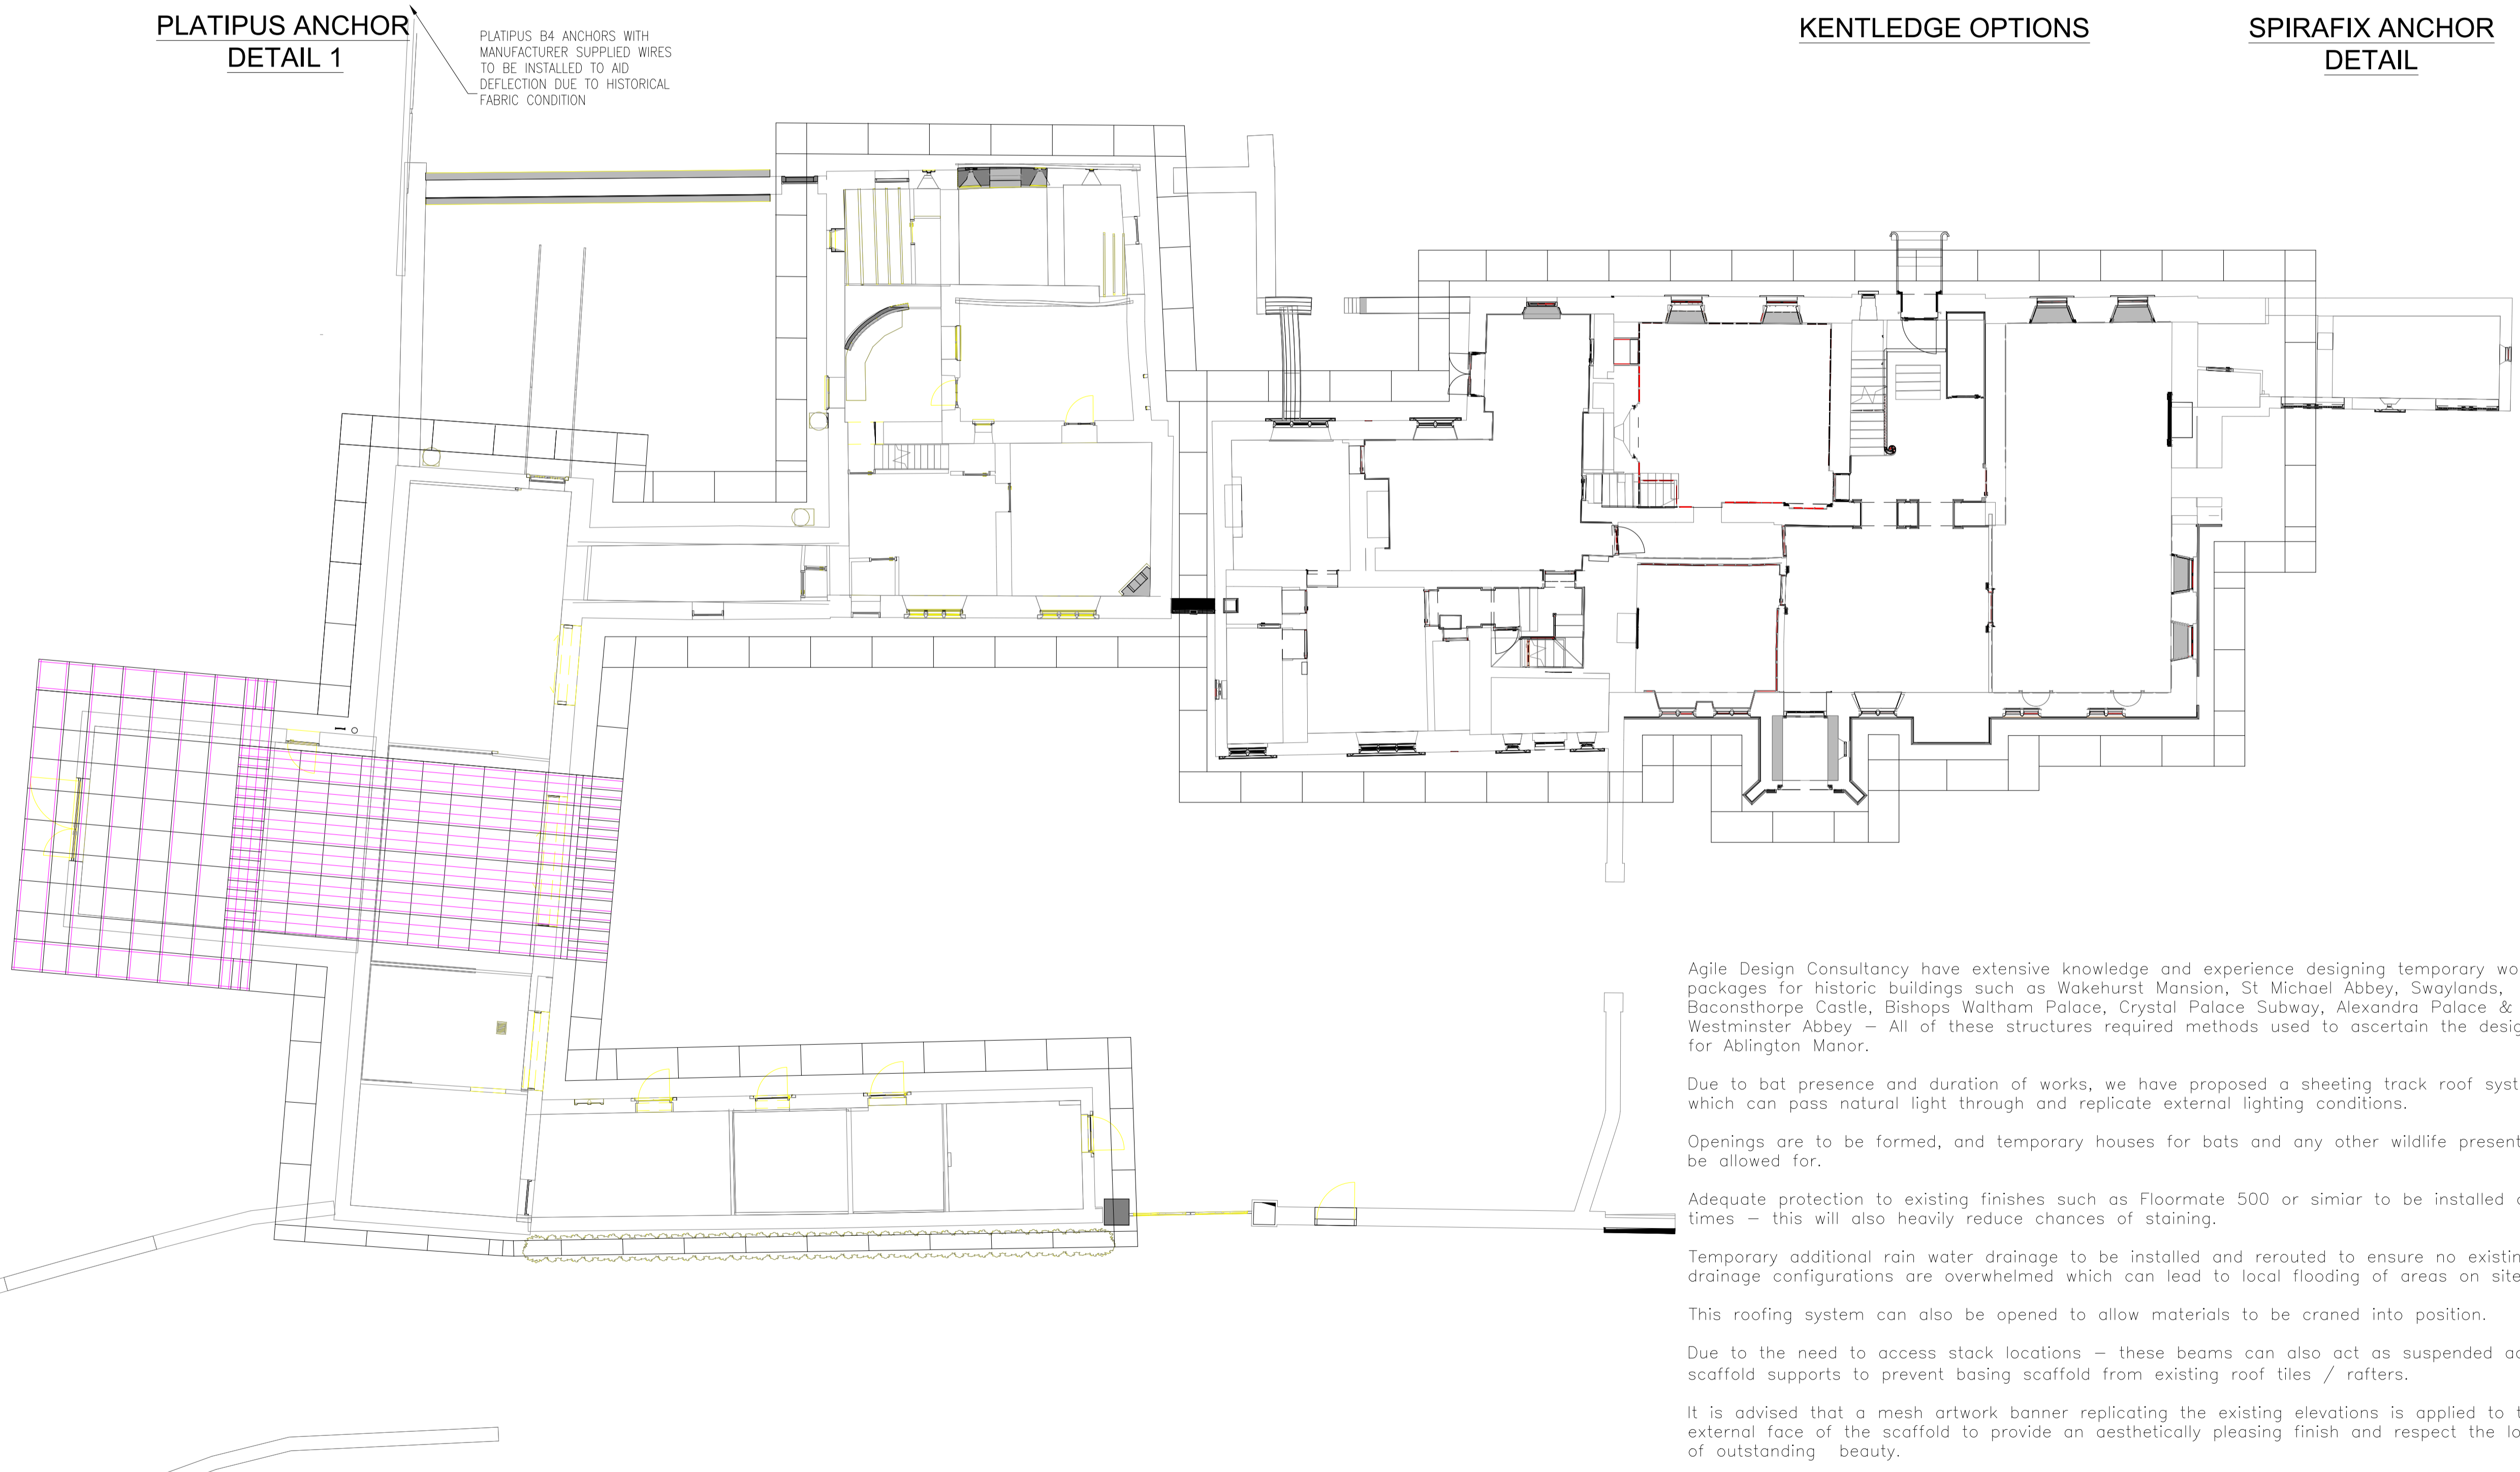 PLATIPUS ANCHOR
DETAIL 1
PLATIPUS B4 ANCHORS WITH
MANUFACTURER SUPPLIED WIRES
TO BE INSTALLED TO AID
DEFLECTION DUE TO HISTORICAL
FABRIC CONDITION
KENTLEDGE OPTIONS
SPIRAFIX ANCHOR
DETAIL
Agile Design Consultancy have extensive knowledge and experience designing temporary
packages for historic buildings such as Wakehurst Mansion, St Michael Abbey, Swaylands,
Baconsthorpe Castle, Bishops Waltham Palace, Crystal Palace Subway, Alexandra Palace &
Westminster Abbey – All of these structures required methods used to ascertain the
for Ablington Manor.
Due to bat presence and duration of works, we have proposed a sheeting track roof
which can pass natural light through and replicate external lighting conditions.
Openings are to be formed, and temporary houses for bats and any other wildlife present
be allowed for.
Adequate protection to existing finishes such as Floormate 500 or simiar to be installed
times – this will also heavily reduce chances of staining.
Temporary additional rain water drainage to be installed and rerouted to ensure no
drainage configurations are overwhelmed which can lead to local flooding of areas on site
This roofing system can also be opened to allow materials to be craned into position.
Due to the need to access stack locations – these beams can also act as suspended
scaffold supports to prevent basing scaffold from existing roof tiles / rafters.
It is advised that a mesh artwork banner replicating the existing elevations is applied to
external face of the scaffold to provide an aesthetically pleasing finish and respect the
of outstanding beauty.